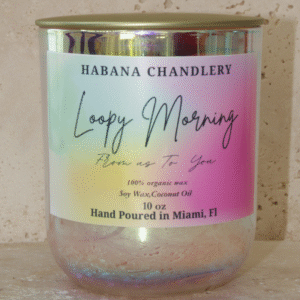 HABANA CHANDLERY
Loopy Morning
From us To You
100% organic wax
Soy Wax,Coconut Oil
10 oz
Hand Poured in Miami, Fl